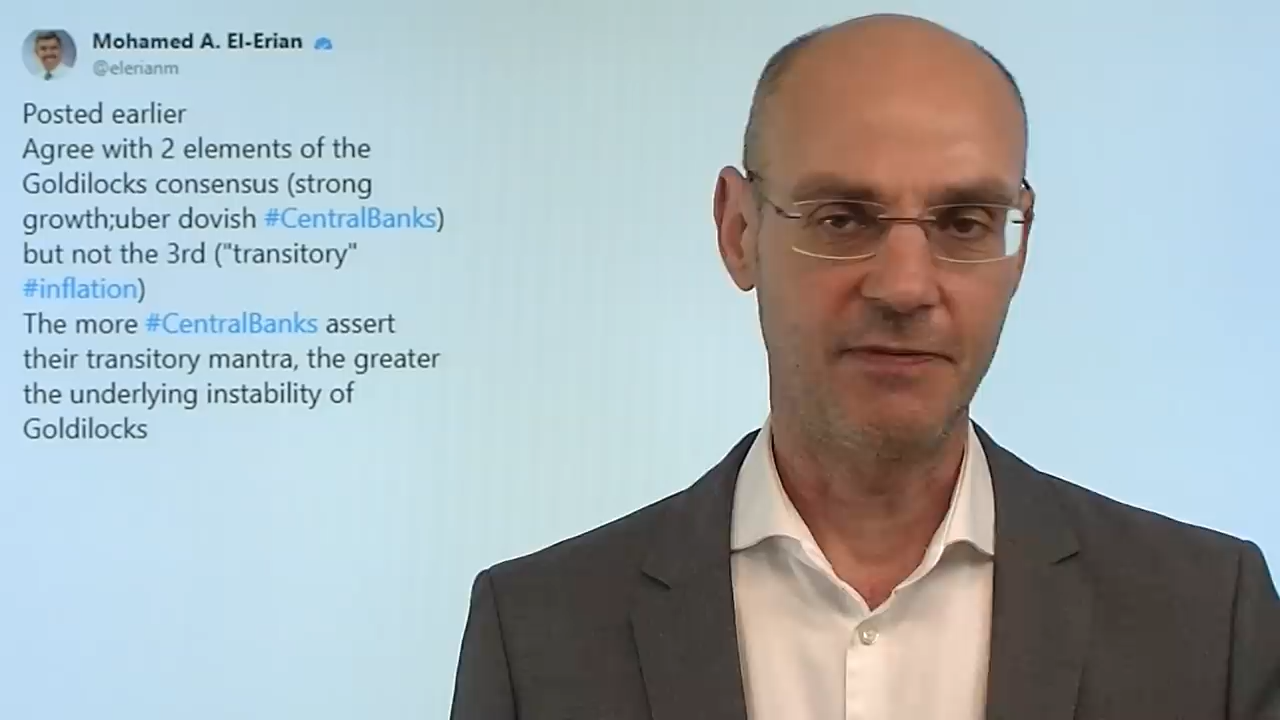 Mohamed A. El-Erian
@elerianm
Posted earlier
Agree with 2 elements of the
Goldilocks consensus (strong
growth;uber dovish #CentralBanks)
but not the 3rd ("transitory"
#inflation)
The more #CentralBanks assert
their transitory mantra, the greater
the underlying instability of
Goldilocks